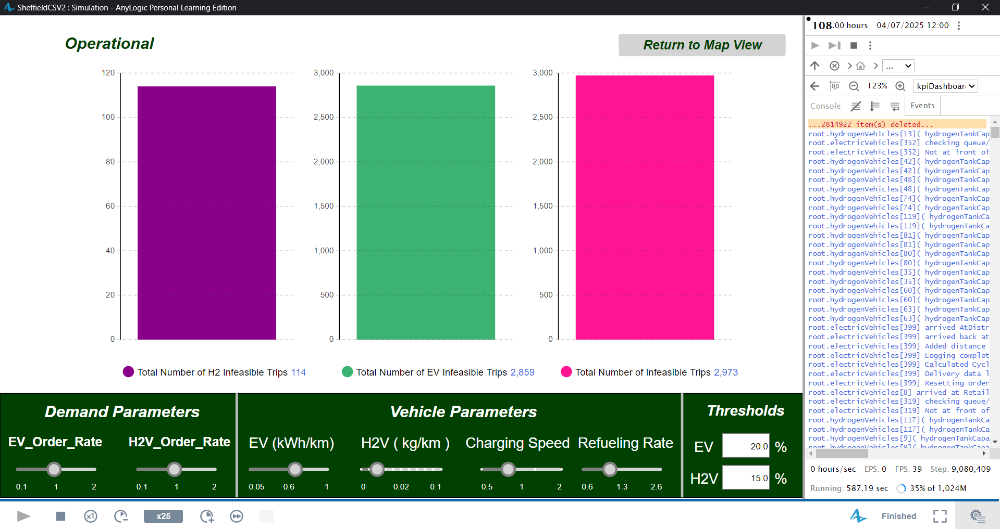 SheffieldCSV2 : Simulation - AnyLogic Personal Learning Edition
Operational
Return to Map View
120
100
80
60
40
20
0
Total Number of H2 Infeasible Trips 114
3,000
2,500
2,000
1,500
1,000
500
0
Total Number of EV Infeasible Trips 2,859
3,000
2,500
2,000
1,500
1,000
500
0
Total Number of Infeasible Trips 2,973
Demand Parameters
EV_Order_Rate
0.1 1 2
H2V_Order_Rate
0.1 1 2
Vehicle Parameters
EV (kWh/km)
0.05 0.6 1
H2V ( kg/km )
0 0.02 0.1
Charging Speed
0.5 1 2
Refueling Rate
0.6 1.3 2.6
Thresholds
EV 20.0 %
H2V 15.0 %
108.00 hours 04/07/2025 12:00
...
0,0 123% kpiDashboar
Console Events
...2814922 item(s) deleted...
root.hydrogenVehicles[13]( hydrogenTankCap
root.electricVehicles[352] checking queue/
root.electricVehicles[352] Not at front of
root.hydrogenVehicles[42]( hydrogenTankCap
root.hydrogenVehicles[42]( hydrogenTankCap
root.hydrogenVehicles[48]( hydrogenTankCap
root.hydrogenVehicles[48]( hydrogenTankCap
root.hydrogenVehicles[74]( hydrogenTankCap
root.hydrogenVehicles[74]( hydrogenTankCap
root.hydrogenVehicles[119]( hydrogenTankCa
root.hydrogenVehicles[119]( hydrogenTankCa
root.hydrogenVehicles[81]( hydrogenTankCap
root.hydrogenVehicles[81]( hydrogenTankCap
root.hydrogenVehicles[80]( hydrogenTankCap
root.hydrogenVehicles[80]( hydrogenTankCap
root.hydrogenVehicles[35]( hydrogenTankCap
root.hydrogenVehicles[35]( hydrogenTankCap
root.hydrogenVehicles[60]( hydrogenTankCap
root.hydrogenVehicles[60]( hydrogenTankCap
root.hydrogenVehicles[63]( hydrogenTankCap
root.hydrogenVehicles[63]( hydrogenTankCap
root.electricVehicles[399] arrived AtDistr
root.electricVehicles[399] arrived back at
root.electricVehicles[399] Added distance
root.electricVehicles[399] Logging complet
root.electricVehicles[399] Calculated Cycl
root.electricVehicles[399] Delivery data l
root.electricVehicles[399] Resetting order
root.electricVehicles[8] arrived at Retail
root.electricVehicles[319] checking queue/
root.electricVehicles[319] Not at front of
root.hydrogenVehicles[117]( hydrogenTankCa
root.hydrogenVehicles[117]( hydrogenTankCa
root.hydrogenVehicles[9]( hydrogenTankCapa
root.hydrogenVehicles[9]( hydrogenTankCapa
0 hours/sec EPS: 0 FPS: 39 Step: 9,080,409
Running: 587.19 sec 35% of 1,024M
x1 x25 Finished